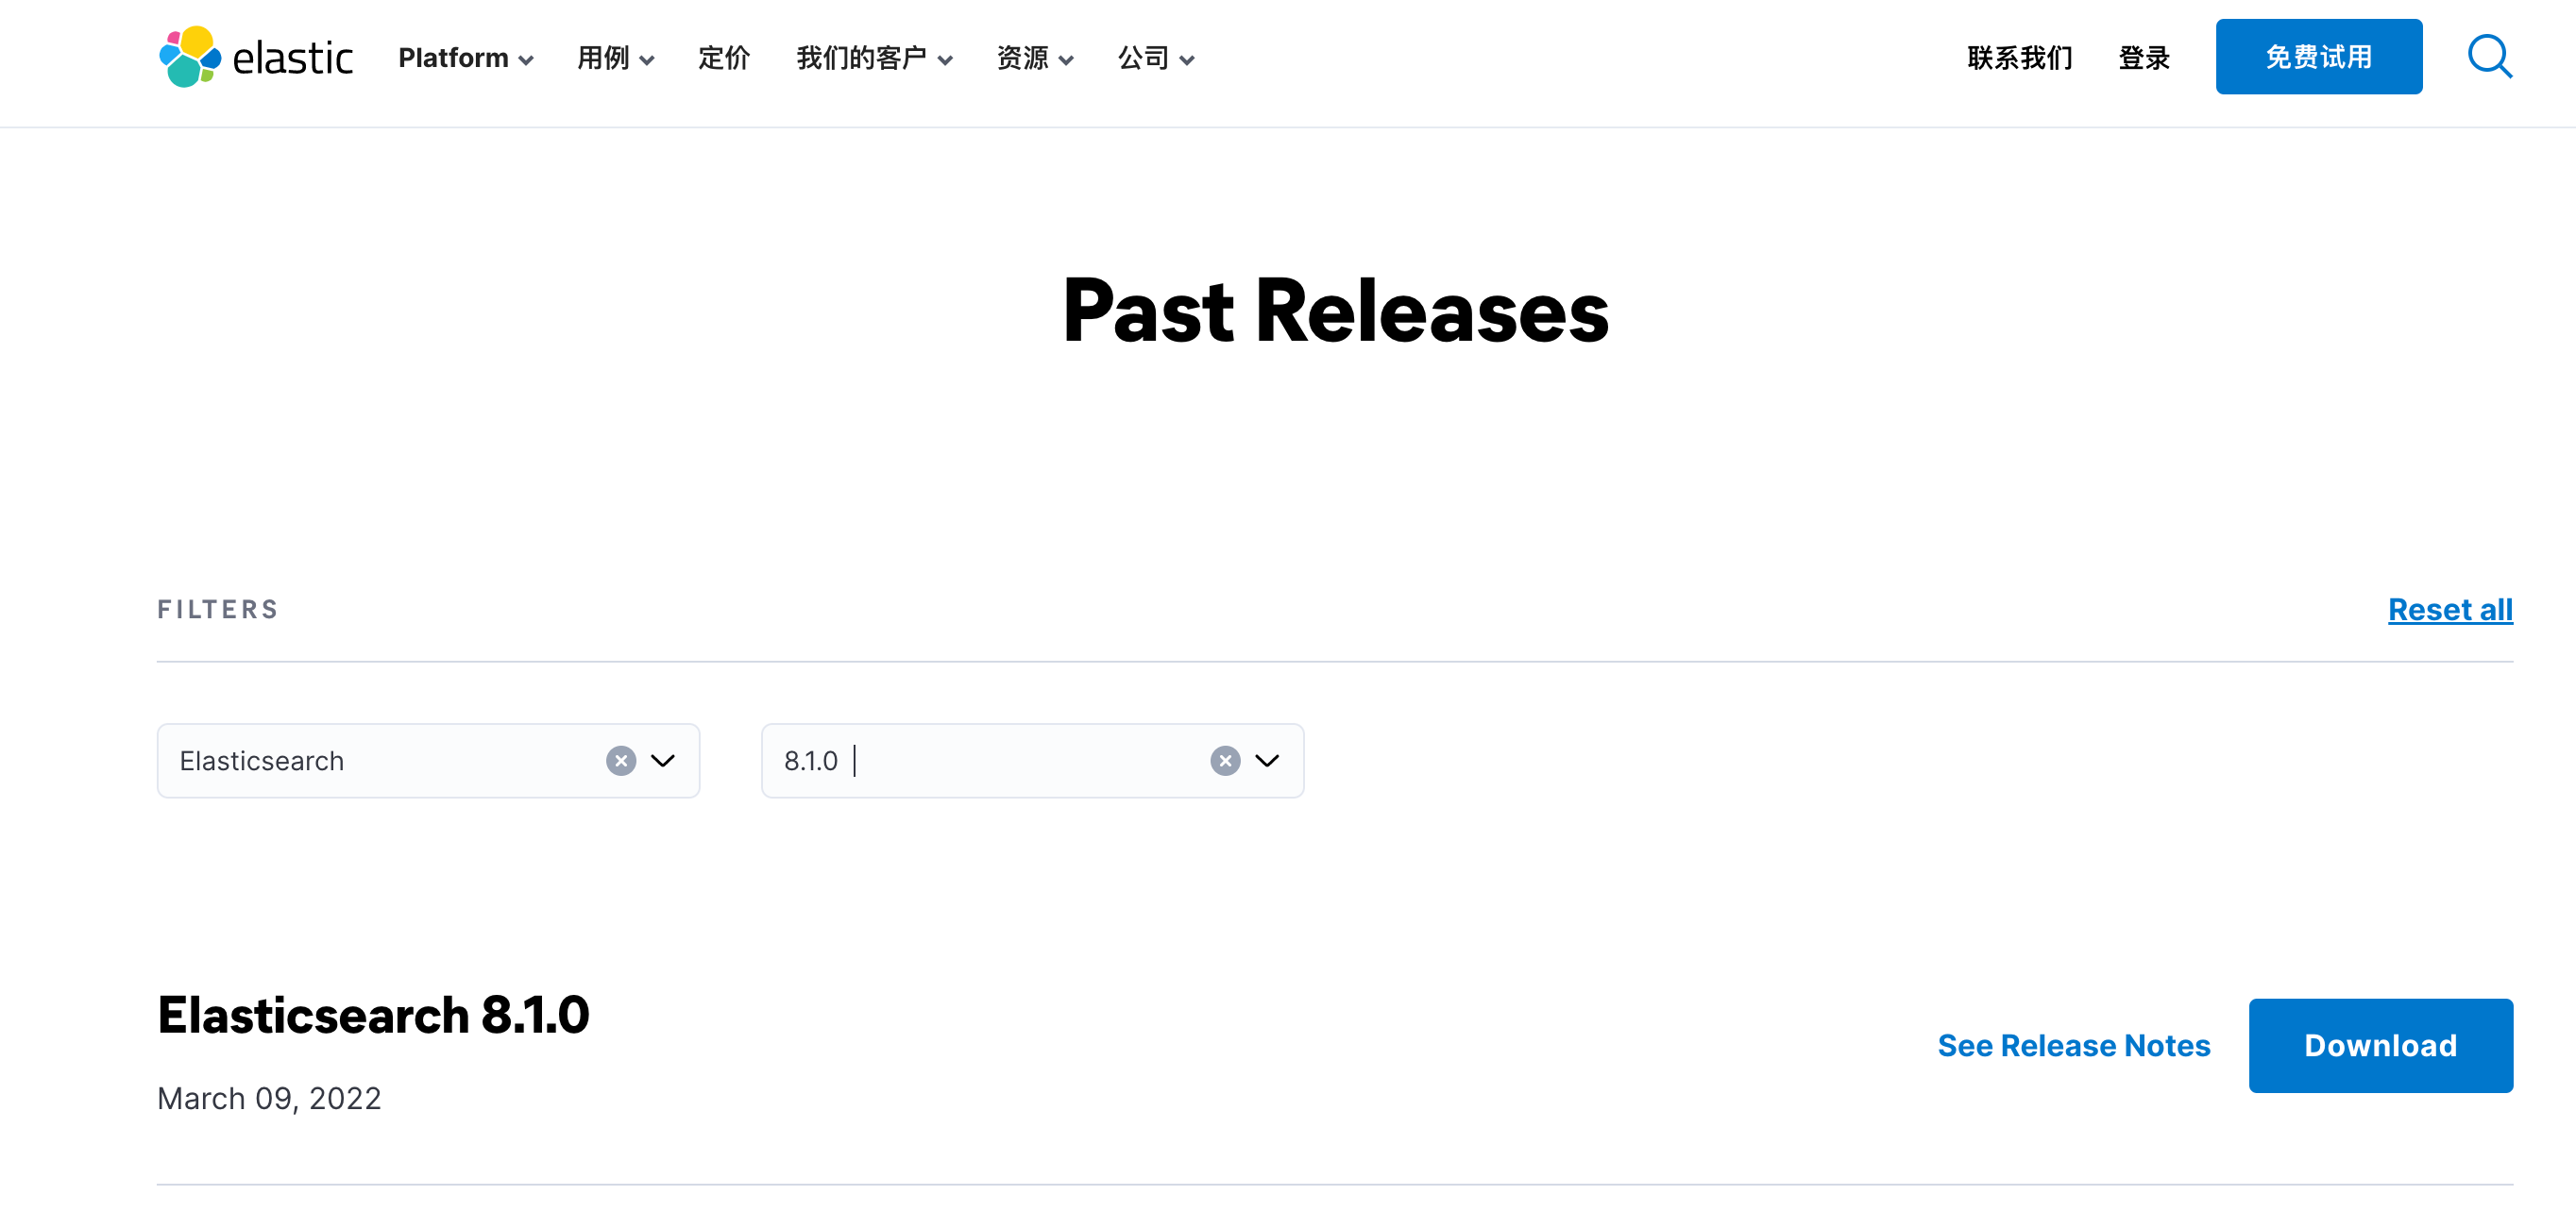 elastic Platform 用例 定价 我们的客户 资源 公司 联系我们 登录 免费试用
Past Releases
FILTERS Reset all
Elasticsearch 8.1.0
Elasticsearch 8.1.0
See Release Notes Download
March 09, 2022